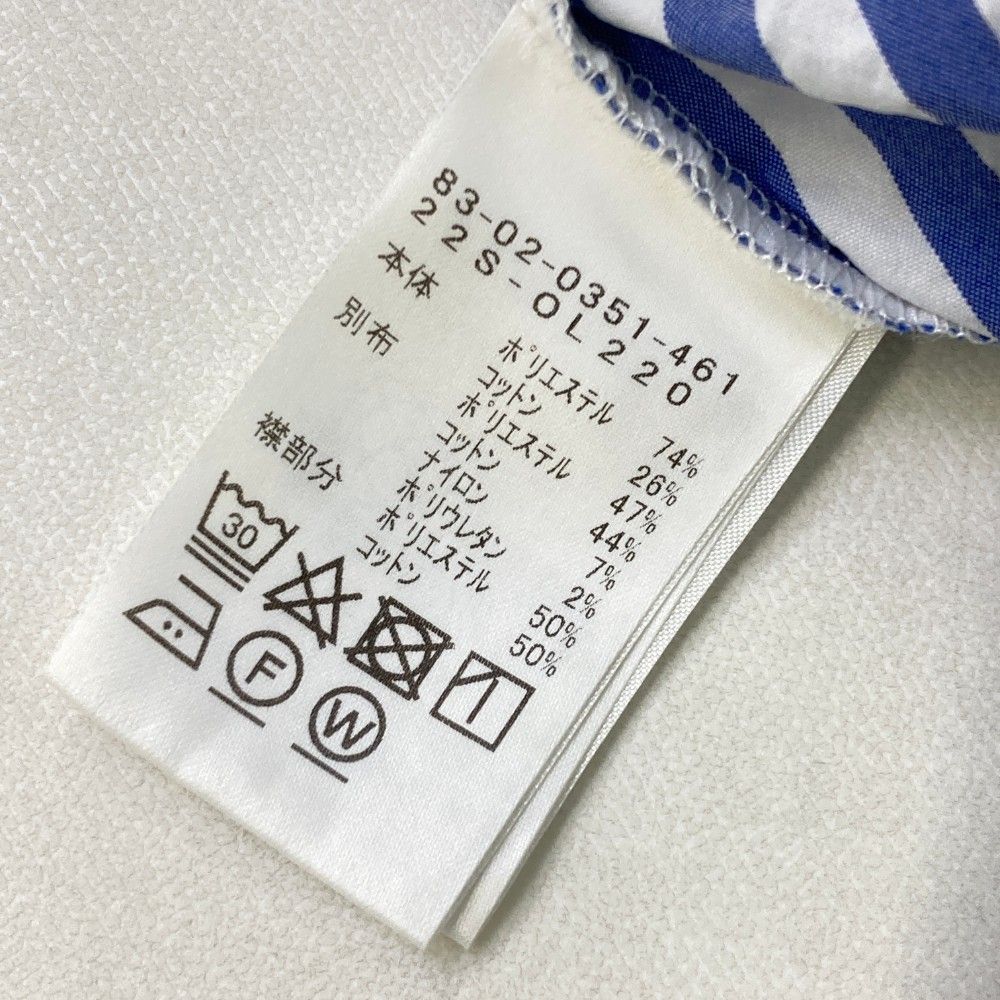 83-02-0351-461
22S-OL220
本体 ポリエステル 74%
コットン 26%
別布 ポリエステル 47%
コットン 44%
ナイロン 7%
ポリウレタン 2%
襟部分 ポリエステル 50%
コットン 50%
30
F
W